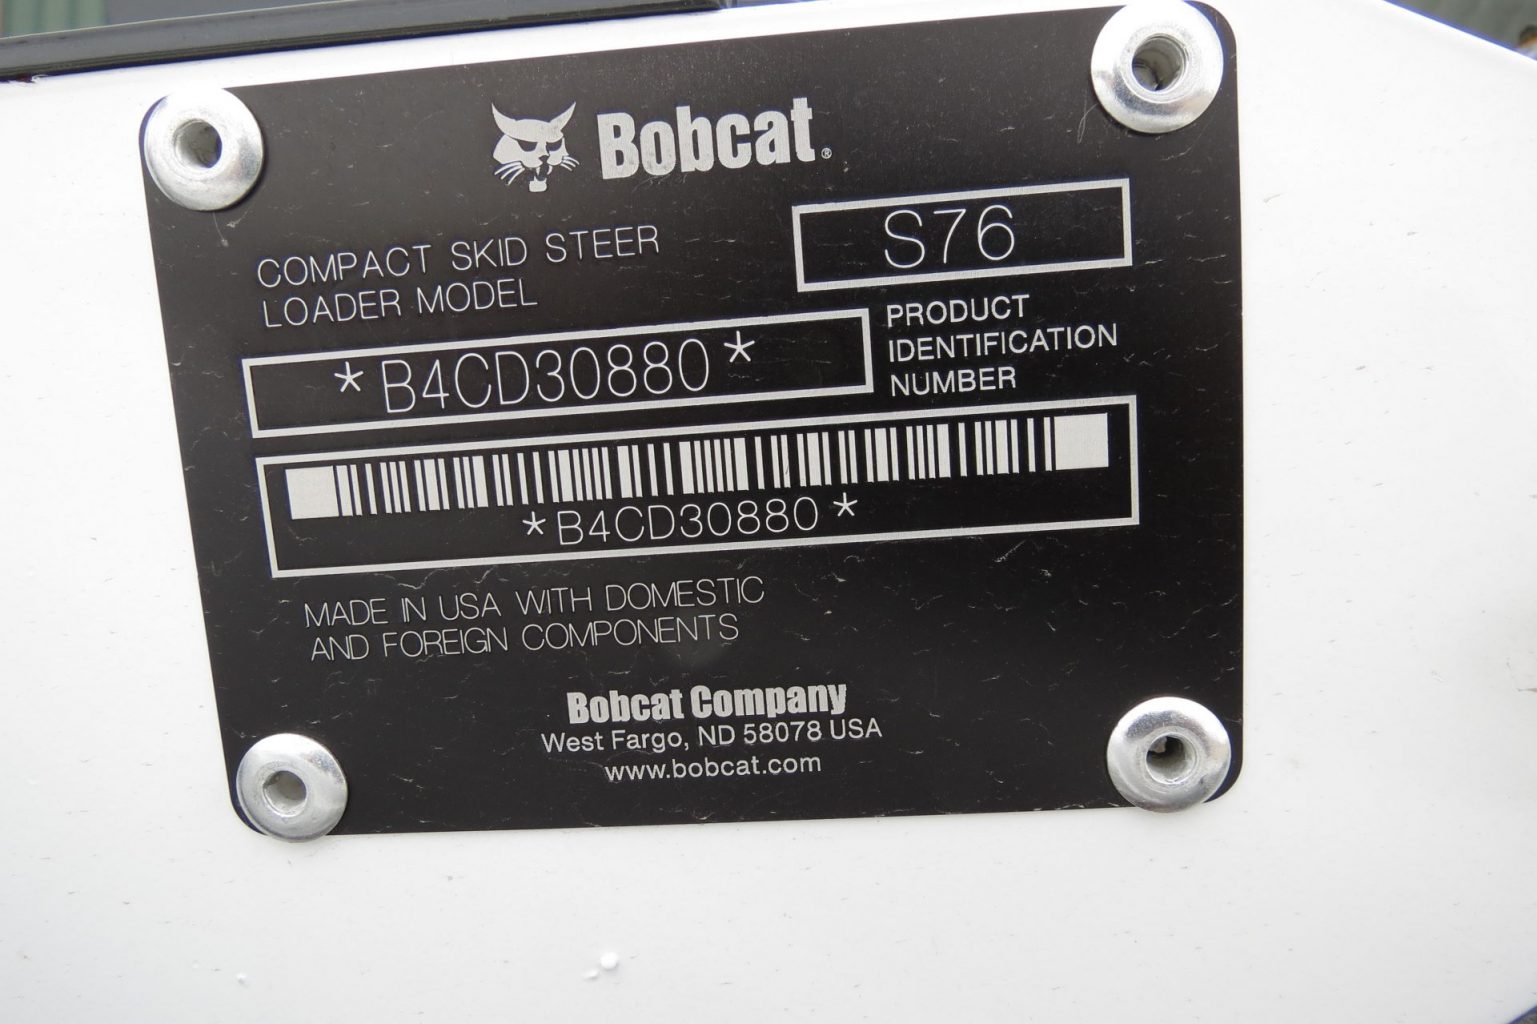 Bobcat®
COMPACT SKID STEER
LOADER MODEL
S76
*B4CD30880*
PRODUCT
IDENTIFICATION
NUMBER
*B4CD30880*
MADE IN USA WITH DOMESTIC
AND FOREIGN COMPONENTS
Bobcat Company
West Fargo, ND 58078 USA
www.bobcat.com